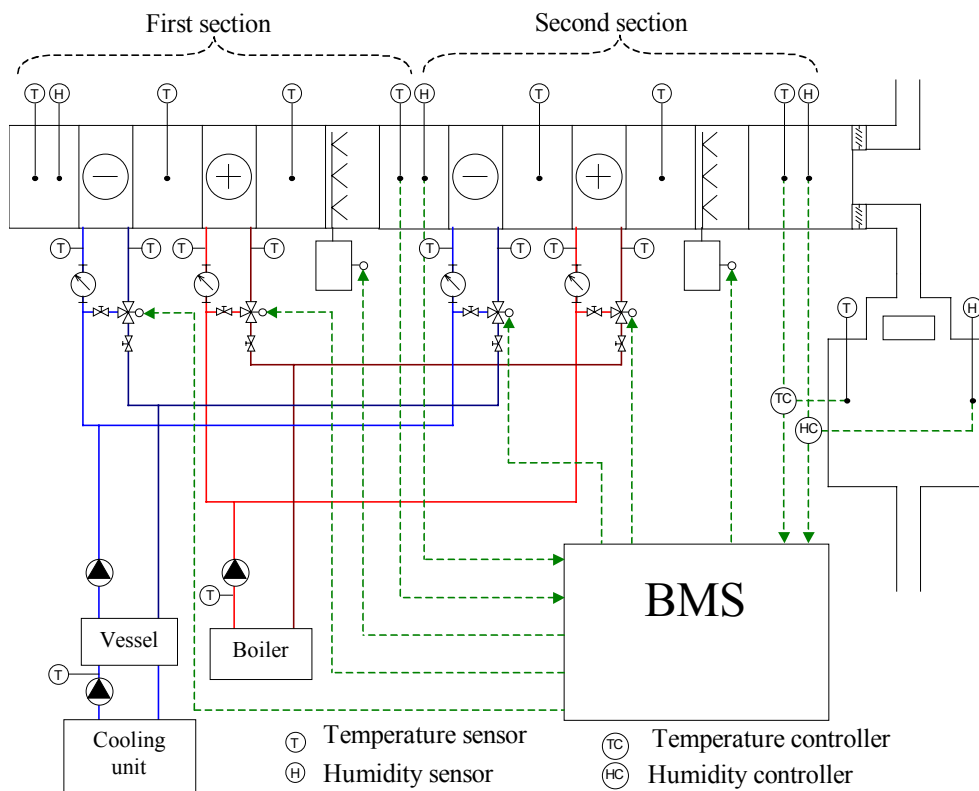 First section
Second section
T H T T T H T T T H
T T T T T T T T
T H
TC
HC
T
BMS
Vessel
Boiler
T
Cooling
unit
T Temperature sensor
H Humidity sensor
TC Temperature controller
HC Humidity controller